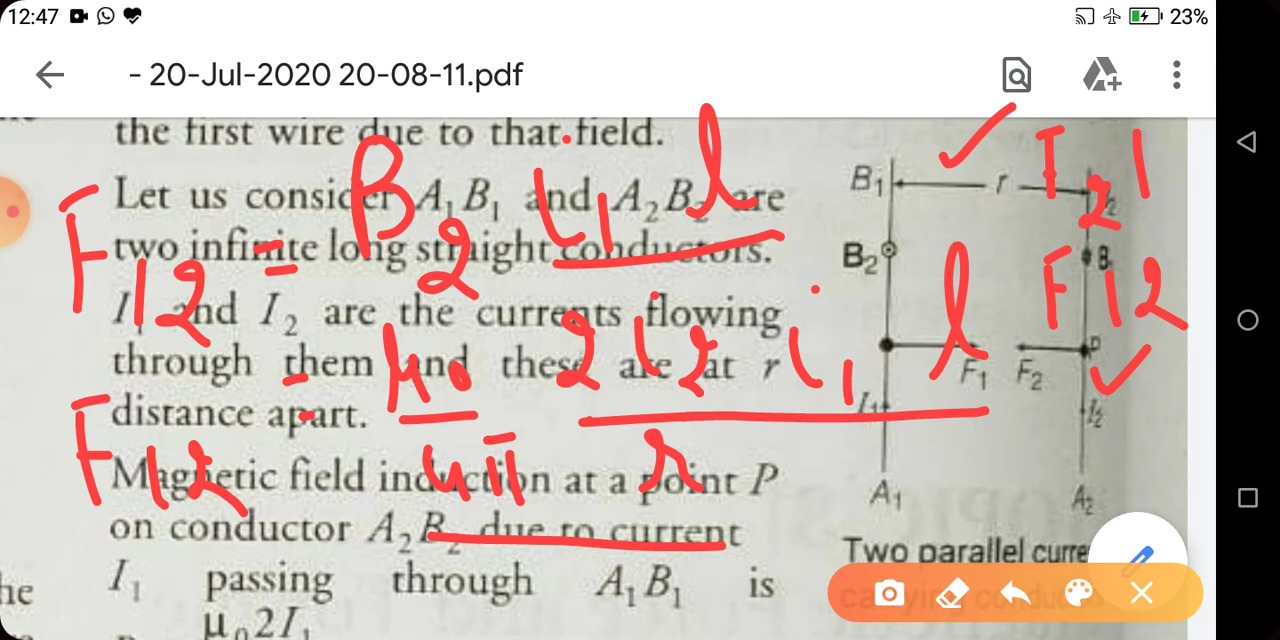 12:47 23%
- 20-Jul-2020 20-08-11.pdf
the first wire due to that field.
Let us consider A₁B₁ and A₂B₂ are
two infinite long straight conductors.
I₁ and I₂ are the currents flowing
through them and these are at r
distance apart.
Magnetic field induction at a point P
on conductor A₂B₂ due to current
I₁ passing through A₁B₁ is
μ₀2I₁
he
F12 = B2 i1 l
F12 = μ0 2 i2 i1 l
4π r
B₁ r
B₂
P
F₁ F₂
I₁ I₂
A₁ A₂
I21
F12
Two parallel curre